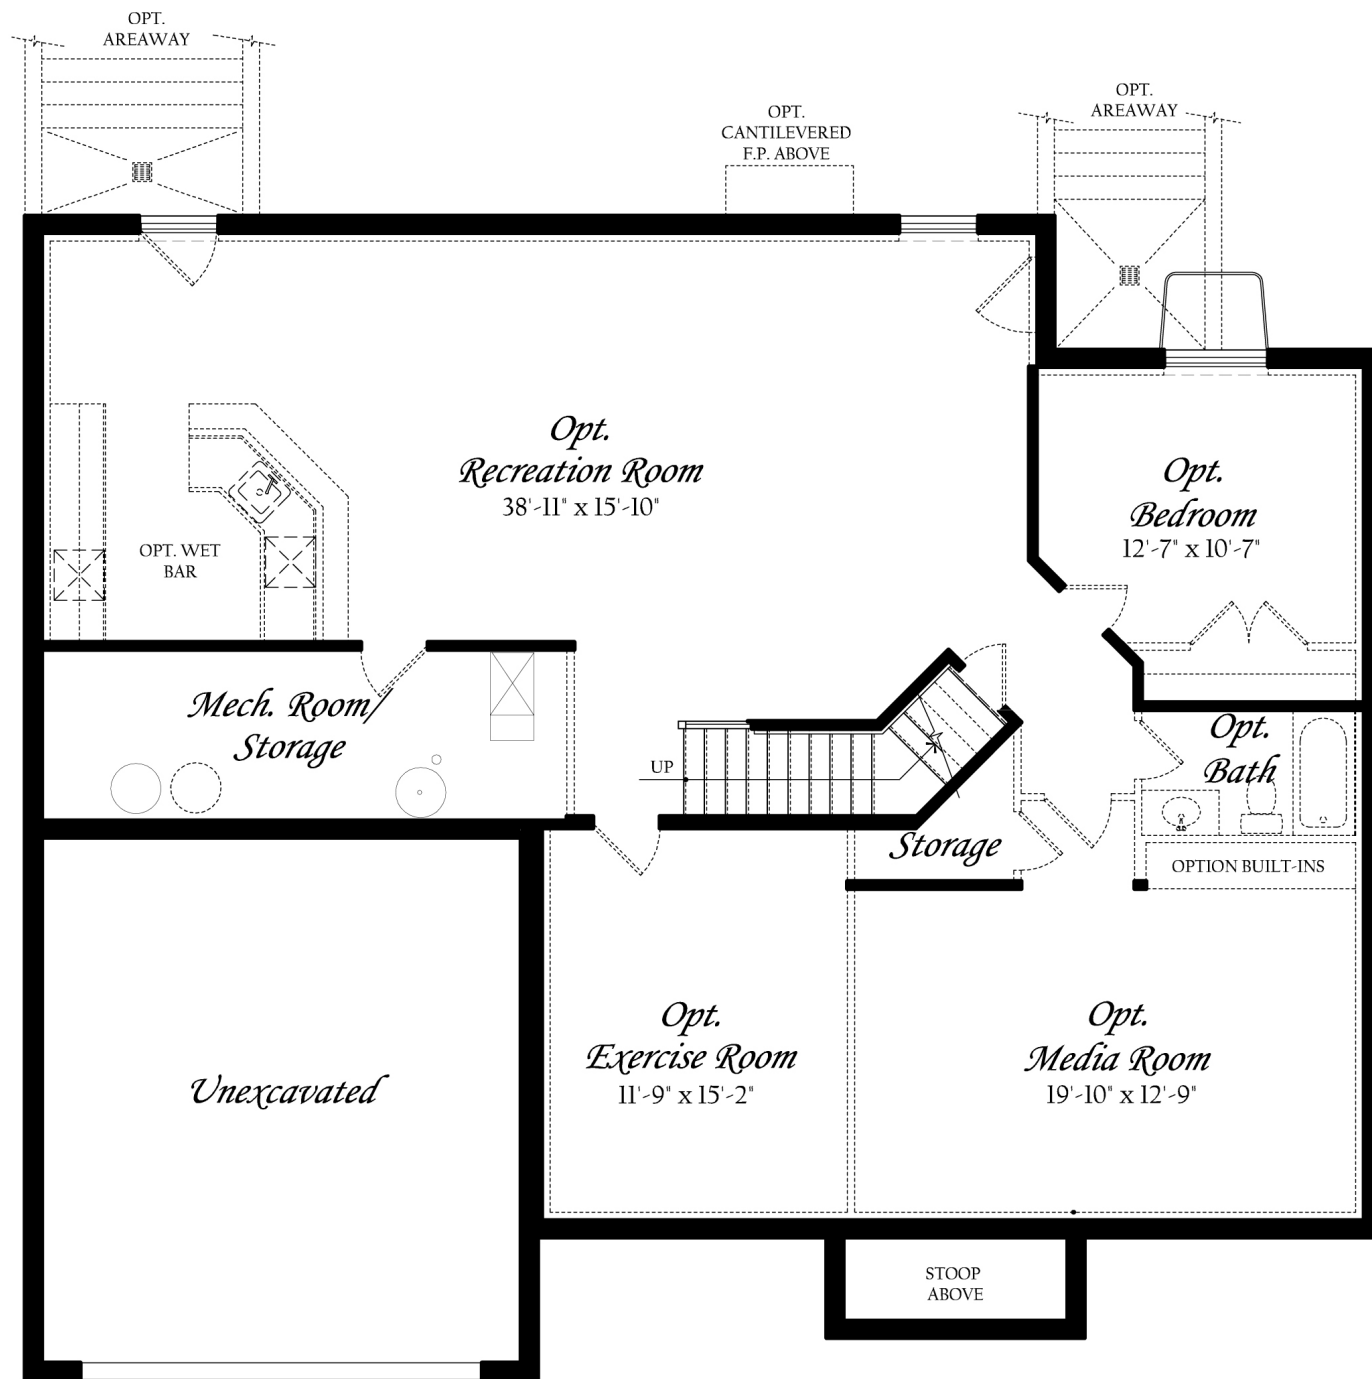 OPT.
AREAWAY
OPT.
AREAWAY
OPT.
CANTILEVERED
F.P. ABOVE
Opt.
Recreation Room
38'-11" x 15'-10"
Opt.
Bedroom
12'-7" x 10'-7"
OPT. WET
BAR
Mech. Room/
Storage
UP
Opt.
Bath
Storage
OPTION BUILT-INS
Opt.
Exercise Room
11'-9" x 15'-2"
Opt.
Media Room
19'-10" x 12'-9"
Unexcavated
STOOP
ABOVE